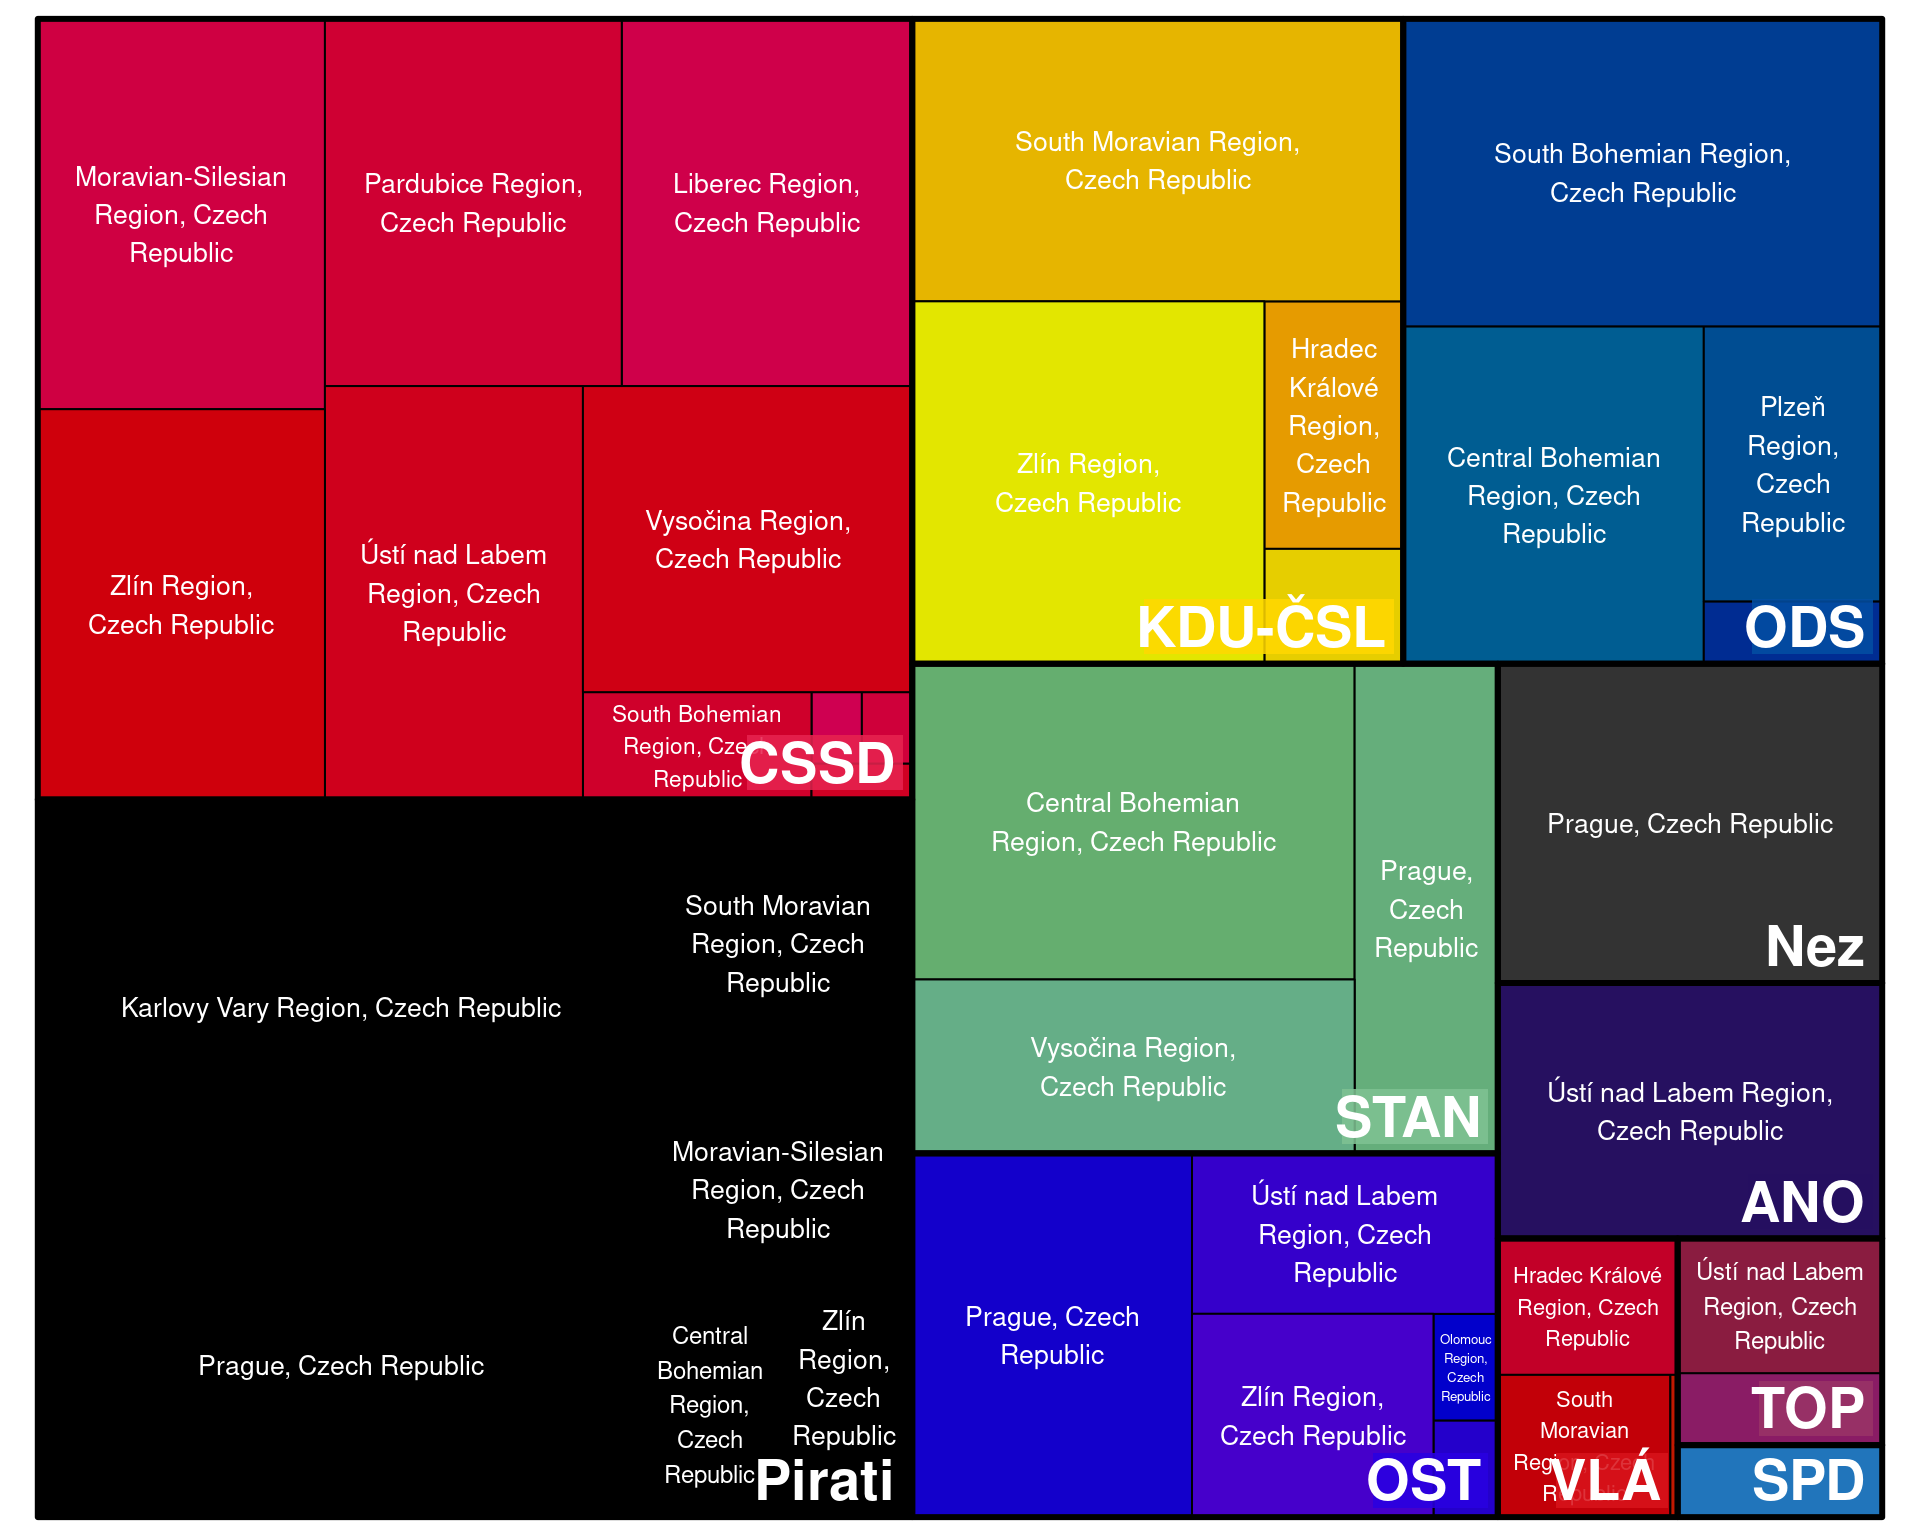 Moravian-Silesian
Region, Czech
Republic
Pardubice Region,
Czech Republic
Liberec Region,
Czech Republic
Zlín Region,
Czech Republic
Ústí nad Labem
Region, Czech
Republic
Vysočina Region,
Czech Republic
South Bohemian
Region, Czech
Republic
CSSD
South Moravian Region,
Czech Republic
Zlín Region,
Czech Republic
Hradec
Králové
Region,
Czech
Republic
KDU-ČSL
South Bohemian Region,
Czech Republic
Central Bohemian
Region, Czech
Republic
Plzeň
Region,
Czech
Republic
ODS
Karlovy Vary Region, Czech Republic
South Moravian
Region, Czech
Republic
Moravian-Silesian
Region, Czech
Republic
Prague, Czech Republic
Central
Bohemian
Region,
Czech
Republic
Zlín
Region,
Czech
Republic
Pirati
Central Bohemian
Region, Czech Republic
Prague,
Czech
Republic
Vysočina Region,
Czech Republic
STAN
Prague, Czech Republic
Nez
Ústí nad Labem Region,
Czech Republic
ANO
Prague, Czech
Republic
Ústí nad Labem
Region, Czech
Republic
Zlín Region,
Czech Republic
Olomouc
Region,
Czech
Republic
OST
Hradec Králové
Region, Czech
Republic
South
Moravian
Region, Czech
Republic
VLÁ
Ústí nad Labem
Region, Czech
Republic
TOP
SPD